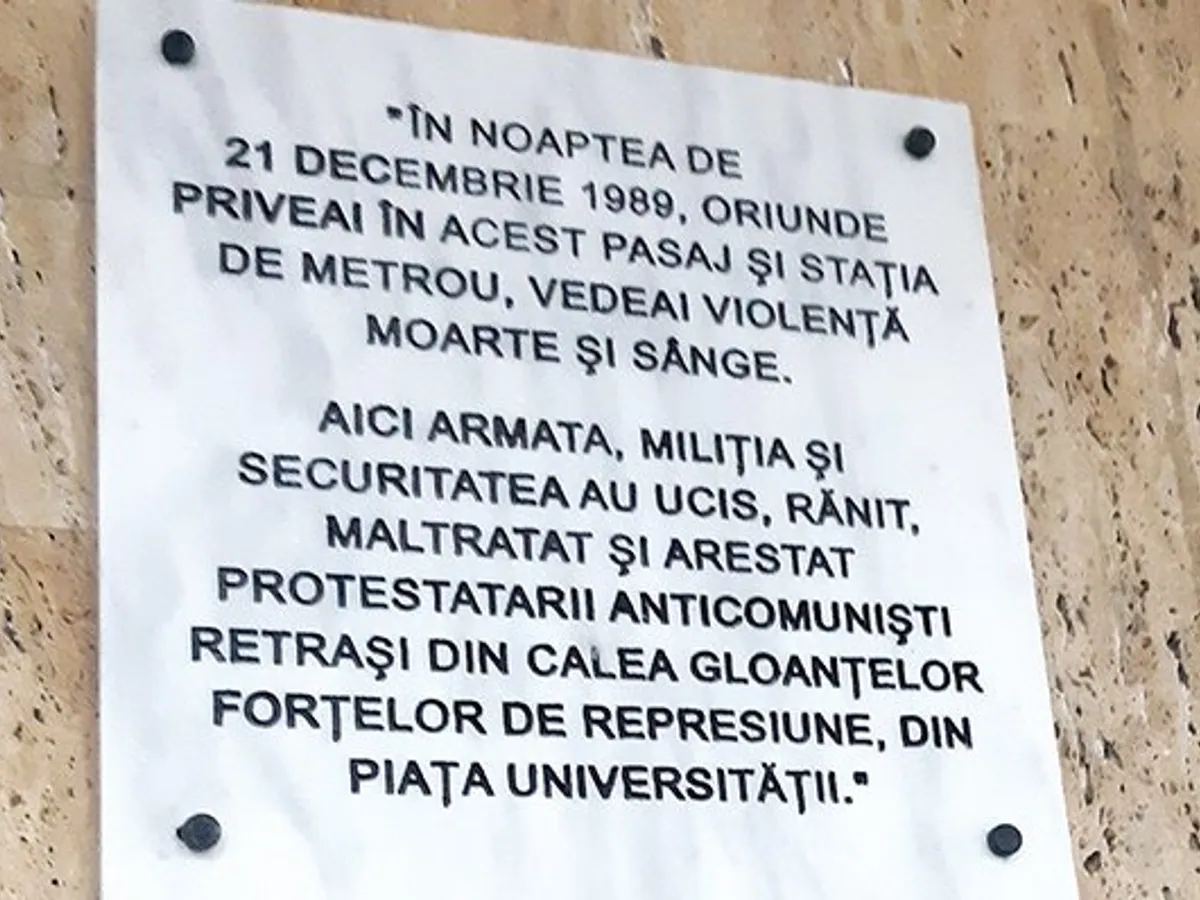 "ÎN NOAPTEA DE
21 DECEMBRIE 1989, ORIUNDE
PRIVEAI ÎN ACEST PASAJ ŞI STAŢIA
DE METROU, VEDEAI VIOLENŢĂ
MOARTE ŞI SÂNGE.
AICI ARMATA, MILIŢIA ŞI
SECURITATEA AU UCIS, RĂNIT,
MALTRATAT ŞI ARESTAT
PROTESTATARII ANTICOMUNIŞTI
RETRAŞI DIN CALEA GLOANŢELOR
FORŢELOR DE REPRESIUNE, DIN
PIAŢA UNIVERSITĂŢII."